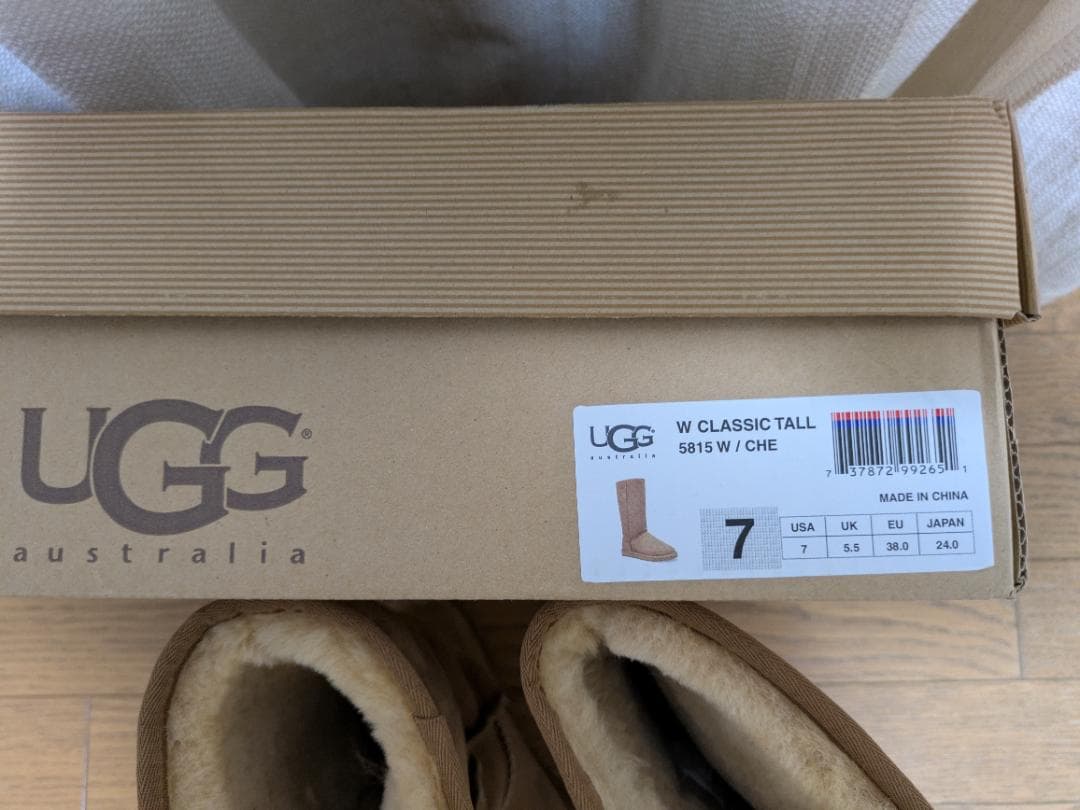 UGG®
australia
UGG
australia
W CLASSIC TALL
5815 W / CHE
7 37872 99265 1
MADE IN CHINA
7
USA UK EU JAPAN
7 5.5 38.0 24.0